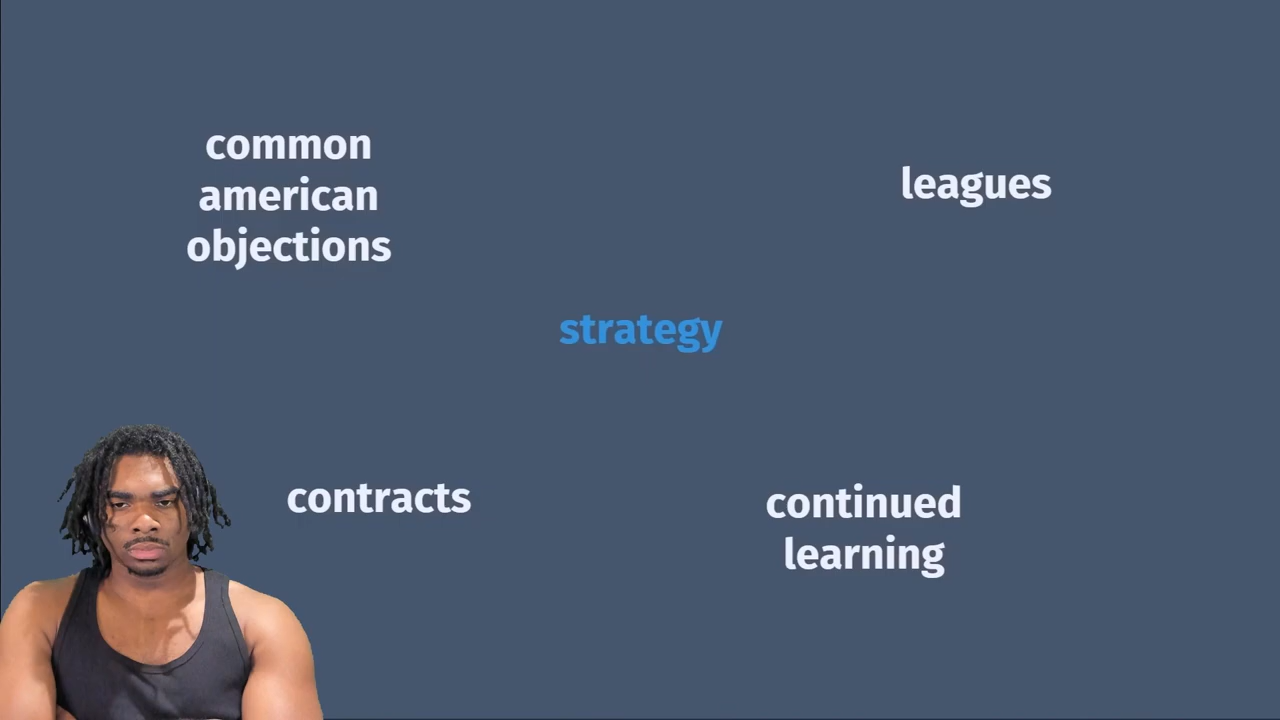 common
american
objections
leagues
strategy
contracts
continued
learning